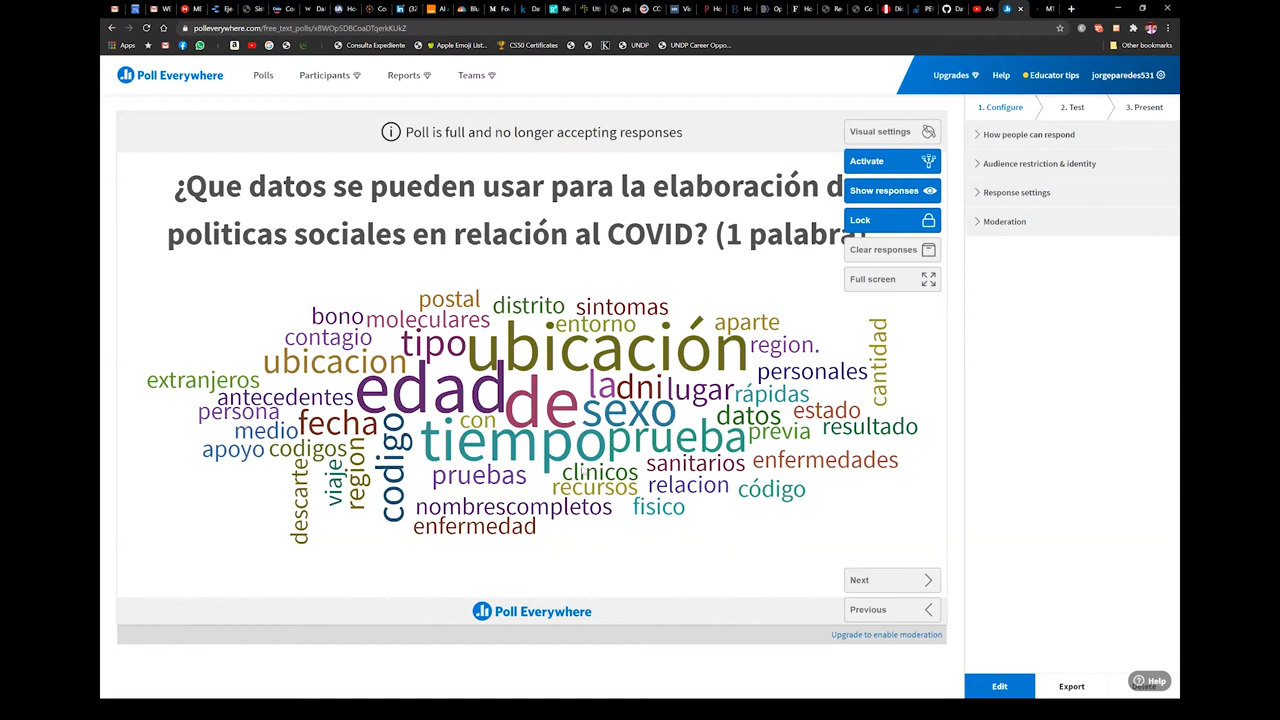 polleverywhere.com/free_text_polls/xBWOp5DBCoaDTqerkKUkZ
Apps
Consulta Expediente
Apple Emoji List...
CS50 Certificates
UNDP
UNDP Career Oppo...
Other bookmarks
Poll Everywhere
Polls
Participants
Reports
Teams
Upgrades
Help
Educator tips
jorgeparedes531
1. Configure
2. Test
3. Present
Poll is full and no longer accepting responses
Visual settings
Activate
Show responses
Lock
Clear responses
Full screen
How people can respond
Audience restriction & identity
Response settings
Moderation
¿Que datos se pueden usar para la elaboración d
politicas sociales en relación al COVID? (1 palabra)
postal
distrito
sintomas
bono
moleculares
entorno
aparte
contagio
tipo
ubicación
region.
cantidad
ubicacion
personales
extranjeros
edad
de
la
dni
lugar
rápidas
antecedentes
persona
fecha
con
sexo
datos
estado
medio
codigo
tiempo
prueba
previa
resultado
apoyo
codigos
region
viaje
descarte
pruebas
clinicos
sanitarios
enfermedades
recursos
relacion
código
nombrescompletos
fisico
enfermedad
Next
Previous
Poll Everywhere
Upgrade to enable moderation
Edit
Export
Help